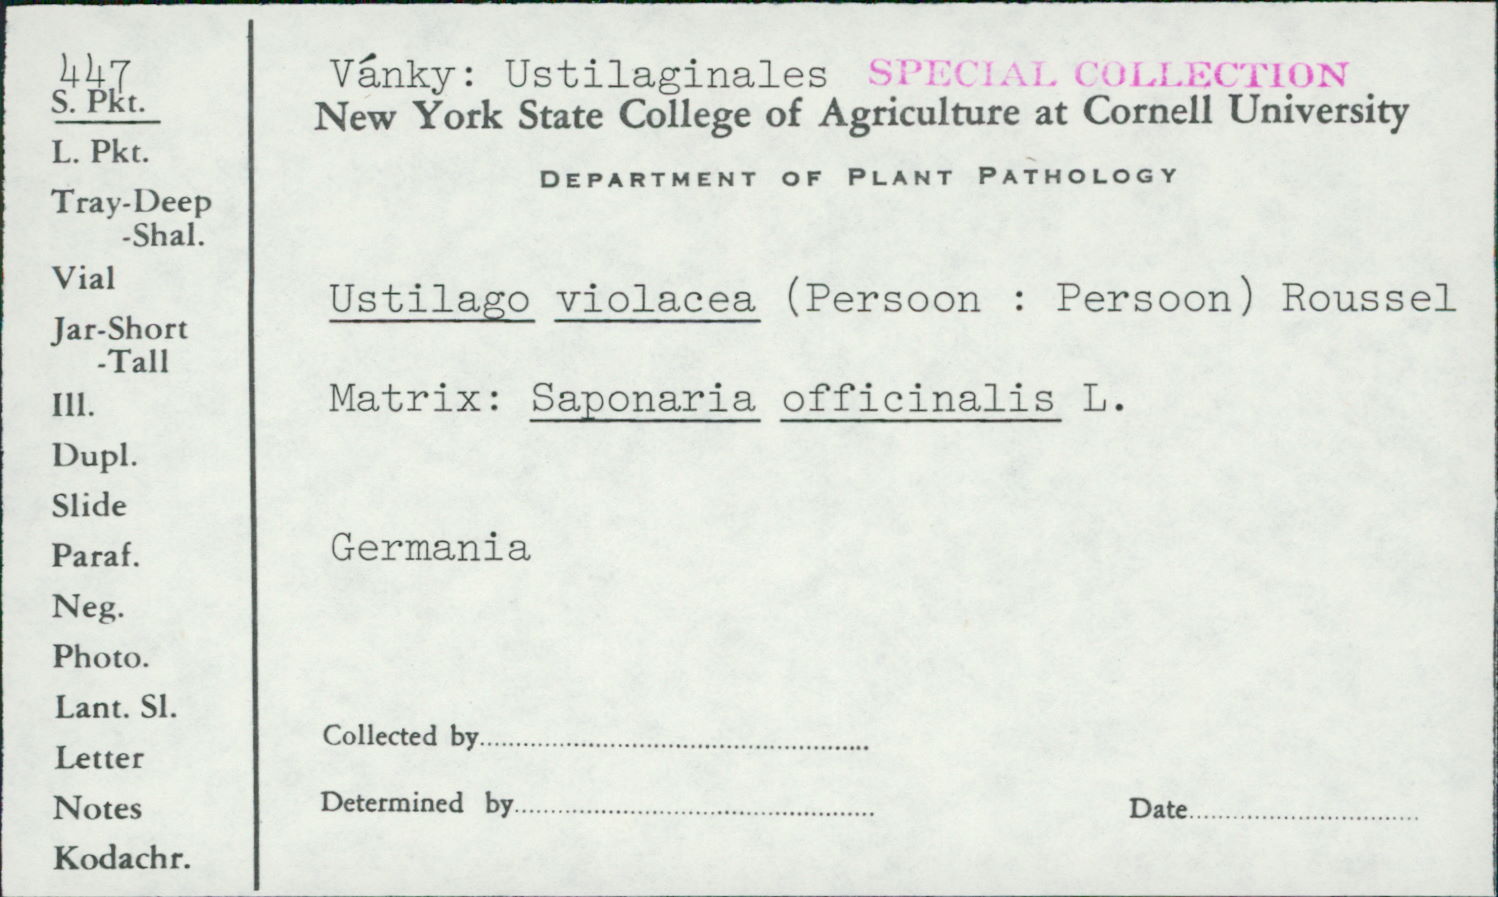 447
S. Pkt.
L. Pkt.
Tray-Deep
-Shal.
Vial
Jar-Short
-Tall
Ill.
Dupl.
Slide
Paraf.
Neg.
Photo.
Lant. Sl.
Letter
Notes
Kodachr.
Vánky: Ustilaginales SPECIAL COLLECTION
New York State College of Agriculture at Cornell University
DEPARTMENT OF PLANT PATHOLOGY
Ustilago violacea (Persoon : Persoon) Roussel
Matrix: Saponaria officinalis L.
Germania
Collected by
Determined by
Date